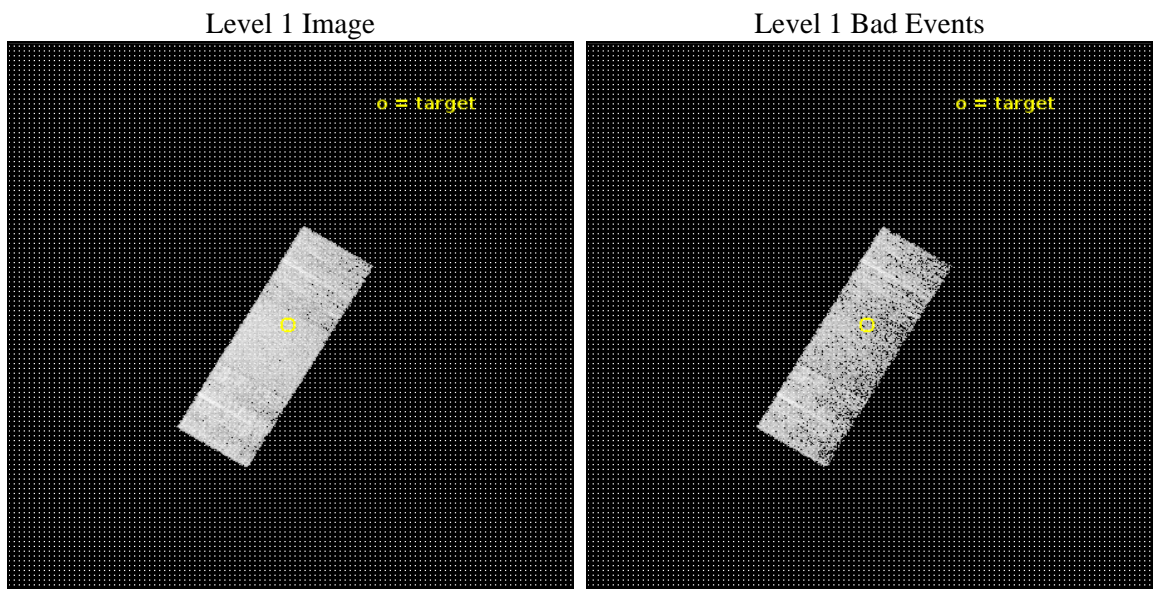 Level 1 Image
Level 1 Bad Events
o = target
o = target